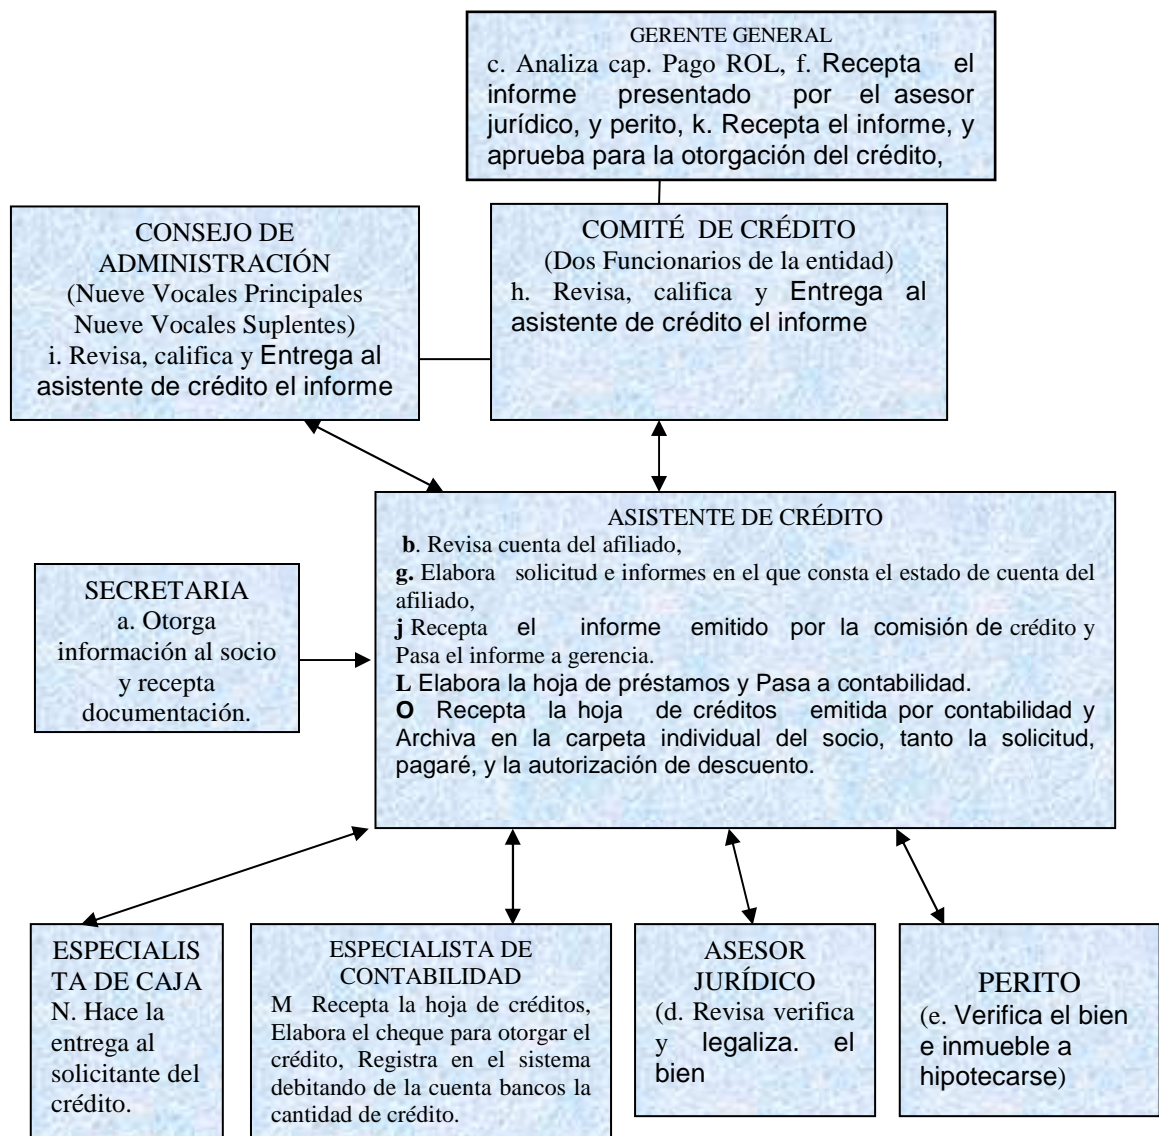 GERENTE GENERAL
c. Analiza cap. Pago ROL, f. Recepta el
informe presentado por el asesor
jurídico, y perito, k. Recepta el informe, y
aprueba para la otorgación del crédito,
CONSEJO DE
ADMINISTRACIÓN
(Nueve Vocales Principales
Nueve Vocales Suplentes)
i. Revisa, califica y Entrega al
asistente de crédito el informe
COMITÉ DE CRÉDITO
(Dos Funcionarios de la entidad)
h. Revisa, califica y Entrega al
asistente de crédito el informe
ASISTENTE DE CRÉDITO
b. Revisa cuenta del afiliado,
g. Elabora solicitud e informes en el que consta el estado de cuenta del
afiliado,
j Recepta el informe emitido por la comisión de crédito y
Pasa el informe a gerencia.
L Elabora la hoja de préstamos y Pasa a contabilidad.
O Recepta la hoja de créditos emitida por contabilidad y
Archiva en la carpeta individual del socio, tanto la solicitud,
pagaré, y la autorización de descuento.
SECRETARIA
a. Otorga
información al socio
y recepta
documentación.
ESPECIALIS
TA DE CAJA
N. Hace la
entrega al
solicitante del
crédito.
ESPECIALISTA DE
CONTABILIDAD
M Recepta la hoja de créditos,
Elabora el cheque para otorgar el
crédito, Registra en el sistema
debitando de la cuenta bancos la
cantidad de crédito.
ASESOR
JURÍDICO
(d. Revisa verifica
y legaliza. el
bien
PERITO
(e. Verifica el bien
e inmueble a
hipotecarse)